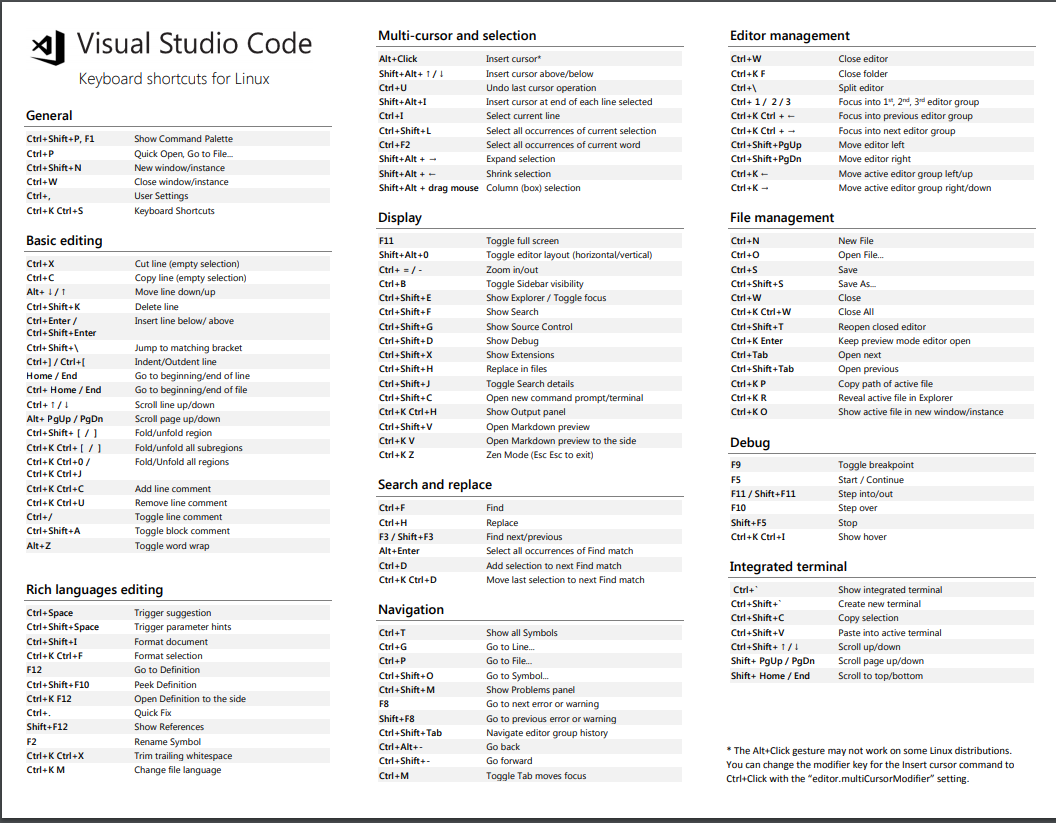 Visual Studio Code
Keyboard shortcuts for Linux
General
Ctrl+Shift+P, F1 Show Command Palette
Ctrl+P Quick Open, Go to File...
Ctrl+Shift+N New window/instance
Ctrl+W Close window/instance
Ctrl+, User Settings
Ctrl+K Ctrl+S Keyboard Shortcuts
Basic editing
Ctrl+X Cut line (empty selection)
Ctrl+C Copy line (empty selection)
Alt+ ↓ / ↑ Move line down/up
Ctrl+Shift+K Delete line
Ctrl+Enter / Insert line below/ above
Ctrl+Shift+Enter
Ctrl+Shift+\ Jump to matching bracket
Ctrl+] / Ctrl+[ Indent/Outdent line
Home / End Go to beginning/end of line
Ctrl+ Home / End Go to beginning/end of file
Ctrl+ ↑ / ↓ Scroll line up/down
Alt+ PgUp / PgDn Scroll page up/down
Ctrl+Shift+ [ / ] Fold/unfold region
Ctrl+K Ctrl+ [ / ] Fold/unfold all subregions
Ctrl+K Ctrl+0 / Fold/Unfold all regions
Ctrl+K Ctrl+J
Ctrl+K Ctrl+C Add line comment
Ctrl+K Ctrl+U Remove line comment
Ctrl+/ Toggle line comment
Ctrl+Shift+A Toggle block comment
Alt+Z Toggle word wrap
Rich languages editing
Ctrl+Space Trigger suggestion
Ctrl+Shift+Space Trigger parameter hints
Ctrl+Shift+I Format document
Ctrl+K Ctrl+F Format selection
F12 Go to Definition
Ctrl+Shift+F10 Peek Definition
Ctrl+K F12 Open Definition to the side
Ctrl+. Quick Fix
Shift+F12 Show References
F2 Rename Symbol
Ctrl+K Ctrl+X Trim trailing whitespace
Ctrl+K M Change file language
Multi-cursor and selection
Alt+Click Insert cursor*
Shift+Alt+ ↑ / ↓ Insert cursor above/below
Ctrl+U Undo last cursor operation
Shift+Alt+I Insert cursor at end of each line selected
Ctrl+I Select current line
Ctrl+Shift+L Select all occurrences of current selection
Ctrl+F2 Select all occurrences of current word
Shift+Alt + → Expand selection
Shift+Alt + ← Shrink selection
Shift+Alt + drag mouse Column (box) selection
Display
F11 Toggle full screen
Shift+Alt+0 Toggle editor layout (horizontal/vertical)
Ctrl+ = / - Zoom in/out
Ctrl+B Toggle Sidebar visibility
Ctrl+Shift+E Show Explorer / Toggle focus
Ctrl+Shift+F Show Search
Ctrl+Shift+G Show Source Control
Ctrl+Shift+D Show Debug
Ctrl+Shift+X Show Extensions
Ctrl+Shift+H Replace in files
Ctrl+Shift+J Toggle Search details
Ctrl+Shift+C Open new command prompt/terminal
Ctrl+K Ctrl+H Show Output panel
Ctrl+Shift+V Open Markdown preview
Ctrl+K V Open Markdown preview to the side
Ctrl+K Z Zen Mode (Esc Esc to exit)
Search and replace
Ctrl+F Find
Ctrl+H Replace
F3 / Shift+F3 Find next/previous
Alt+Enter Select all occurrences of Find match
Ctrl+D Add selection to next Find match
Ctrl+K Ctrl+D Move last selection to next Find match
Navigation
Ctrl+T Show all Symbols
Ctrl+G Go to Line...
Ctrl+P Go to File...
Ctrl+Shift+O Go to Symbol...
Ctrl+Shift+M Show Problems panel
F8 Go to next error or warning
Shift+F8 Go to previous error or warning
Ctrl+Shift+Tab Navigate editor group history
Ctrl+Alt+- Go back
Ctrl+Shift+- Go forward
Ctrl+M Toggle Tab moves focus
Editor management
Ctrl+W Close editor
Ctrl+K F Close folder
Ctrl+\ Split editor
Ctrl+ 1 / 2 / 3 Focus into 1st, 2nd, 3rd editor group
Ctrl+K Ctrl + ← Focus into previous editor group
Ctrl+K Ctrl + → Focus into next editor group
Ctrl+Shift+PgUp Move editor left
Ctrl+Shift+PgDn Move editor right
Ctrl+K ← Move active editor group left/up
Ctrl+K → Move active editor group right/down
File management
Ctrl+N New File
Ctrl+O Open File...
Ctrl+S Save
Ctrl+Shift+S Save As...
Ctrl+W Close
Ctrl+K Ctrl+W Close All
Ctrl+Shift+T Reopen closed editor
Ctrl+K Enter Keep preview mode editor open
Ctrl+Tab Open next
Ctrl+Shift+Tab Open previous
Ctrl+K P Copy path of active file
Ctrl+K R Reveal active file in Explorer
Ctrl+K O Show active file in new window/instance
Debug
F9 Toggle breakpoint
F5 Start / Continue
F11 / Shift+F11 Step into/out
F10 Step over
Shift+F5 Stop
Ctrl+K Ctrl+I Show hover
Integrated terminal
Ctrl+` Show integrated terminal
Ctrl+Shift+` Create new terminal
Ctrl+Shift+C Copy selection
Ctrl+Shift+V Paste into active terminal
Ctrl+Shift+ ↑ / ↓ Scroll up/down
Shift+ PgUp / PgDn Scroll page up/down
Shift+ Home / End Scroll to top/bottom
* The Alt+Click gesture may not work on some Linux distributions.
You can change the modifier key for the Insert cursor command to
Ctrl+Click with the “editor.multiCursorModifier” setting.